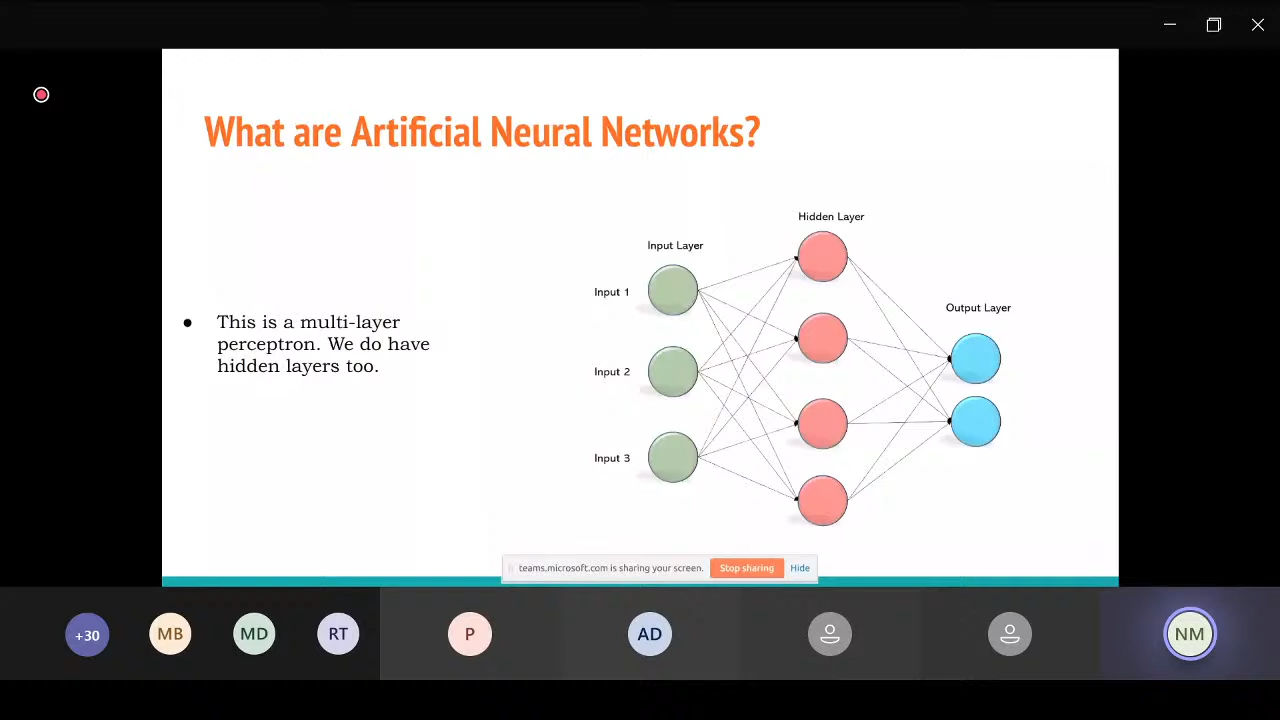 What are Artificial Neural Networks?
● This is a multi-layer
perceptron. We do have
hidden layers too.
Hidden Layer
Input Layer
Input 1
Output Layer
Input 2
Input 3
teams.microsoft.com is sharing your screen. Stop sharing Hide
+30 MB MD RT P AD NM